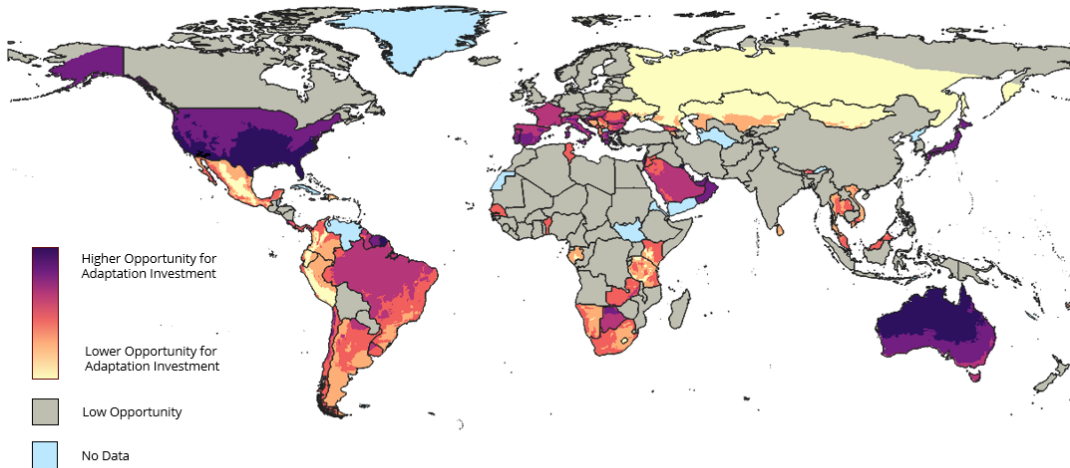 Higher Opportunity for
Adaptation Investment
Lower Opportunity for
Adaptation Investment
Low Opportunity
No Data